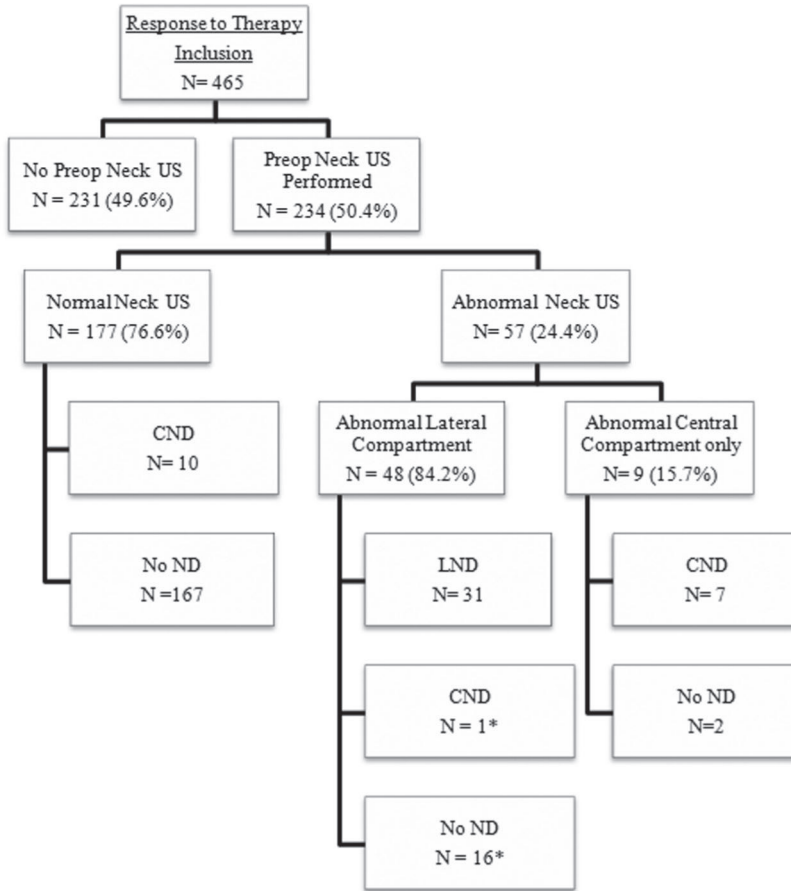 Response to Therapy
Inclusion
N= 465
No Preop Neck US
N = 231 (49.6%)
Preop Neck US
Performed
N = 234 (50.4%)
Normal Neck US
N = 177 (76.6%)
Abnormal Neck US
N= 57 (24.4%)
CND
N= 10
No ND
N =167
Abnormal Lateral
Compartment
N = 48 (84.2%)
Abnormal Central
Compartment only
N= 9 (15.7%)
LND
N= 31
CND
N = 1*
No ND
N = 16*
CND
N= 7
No ND
N=2